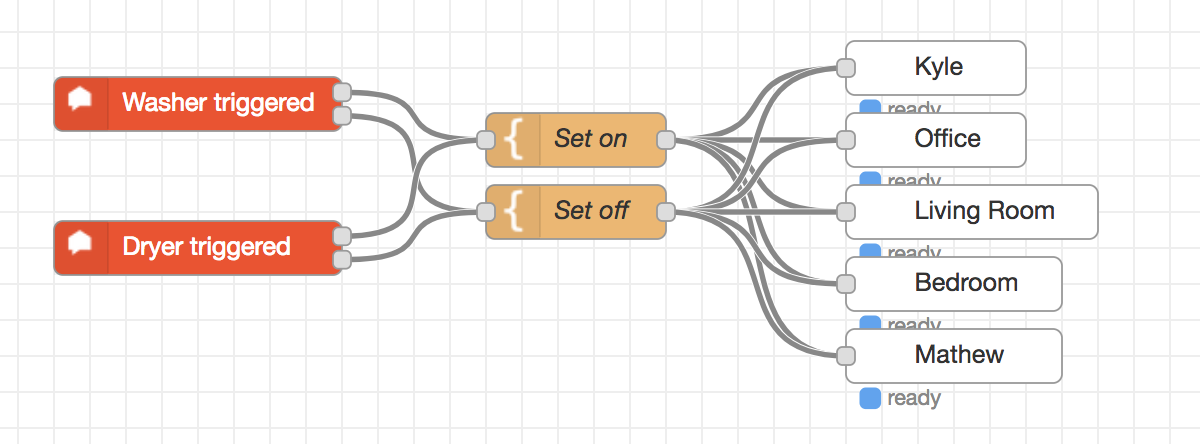 Washer triggered
Dryer triggered
{ Set on
{ Set off
Kyle
ready
Office
ready
Living Room
ready
Bedroom
ready
Mathew
ready